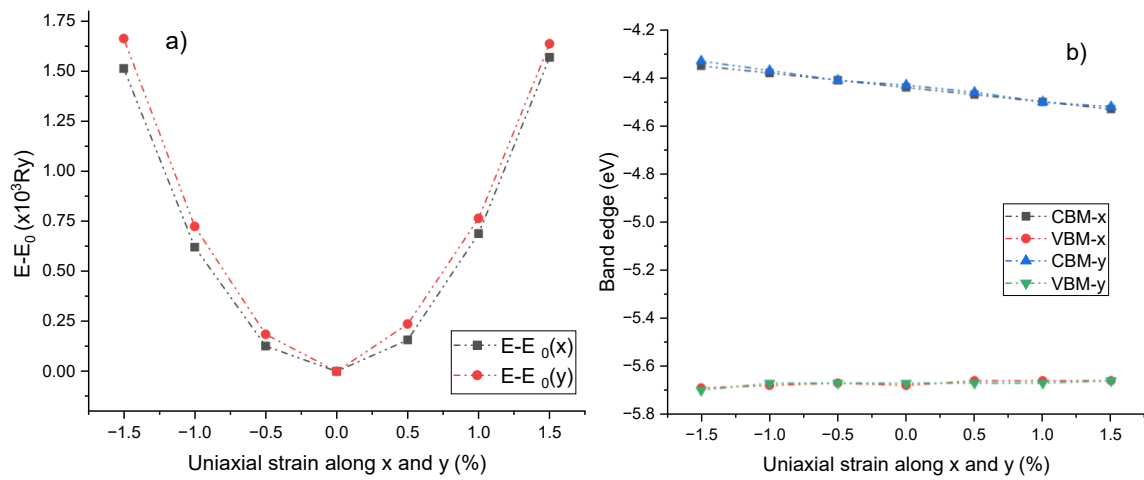 a)
E-E₀ (x10³Ry)
1.75
1.50
1.25
1.00
0.75
0.50
0.25
0.00
−1.5 −1.0 −0.5 0.0 0.5 1.0 1.5
Uniaxial strain along x and y (%)
E-E ₀(x)
E-E ₀(y)
b)
Band edge (eV)
−4.2
−4.4
−4.6
−4.8
−5.0
−5.2
−5.4
−5.6
−5.8
−1.5 −1.0 −0.5 0.0 0.5 1.0 1.5
Uniaxial strain along x and y (%)
CBM-x
VBM-x
CBM-y
VBM-y